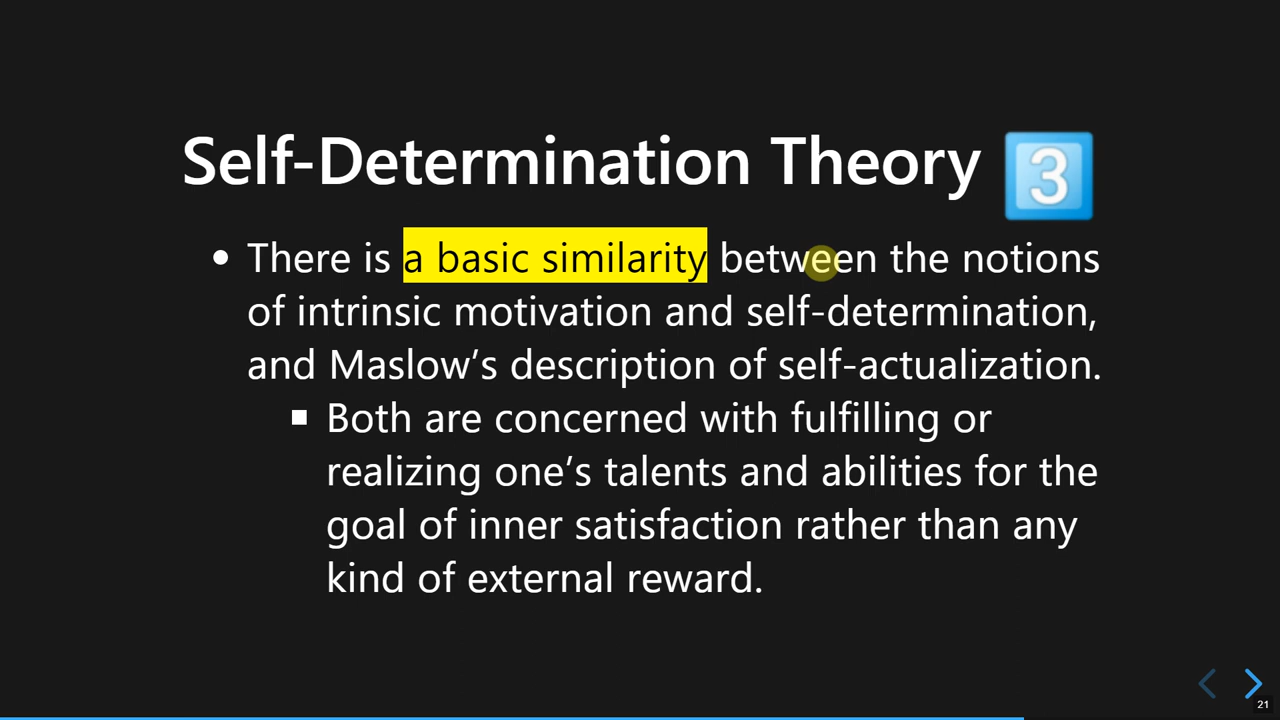 Self-Determination Theory 3️⃣
• There is a basic similarity between the notions
of intrinsic motivation and self-determination,
and Maslow’s description of self-actualization.
▪ Both are concerned with fulfilling or
realizing one’s talents and abilities for the
goal of inner satisfaction rather than any
kind of external reward.
21